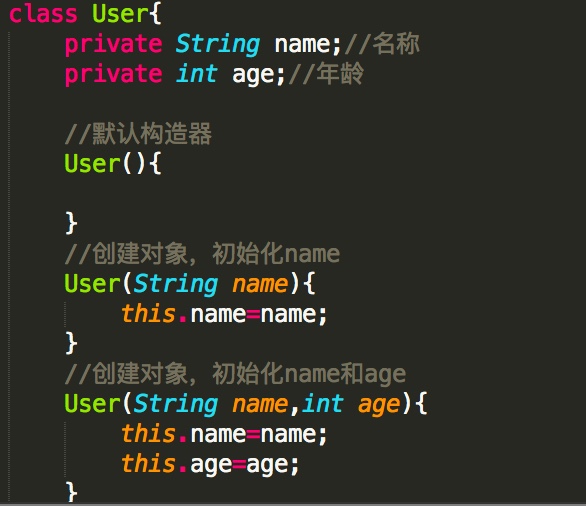 class User{
private String name;//名称
private int age;//年龄
//默认构造器
User(){
}
//创建对象，初始化name
User(String name){
this.name=name;
}
//创建对象，初始化name和age
User(String name,int age){
this.name=name;
this.age=age;
}